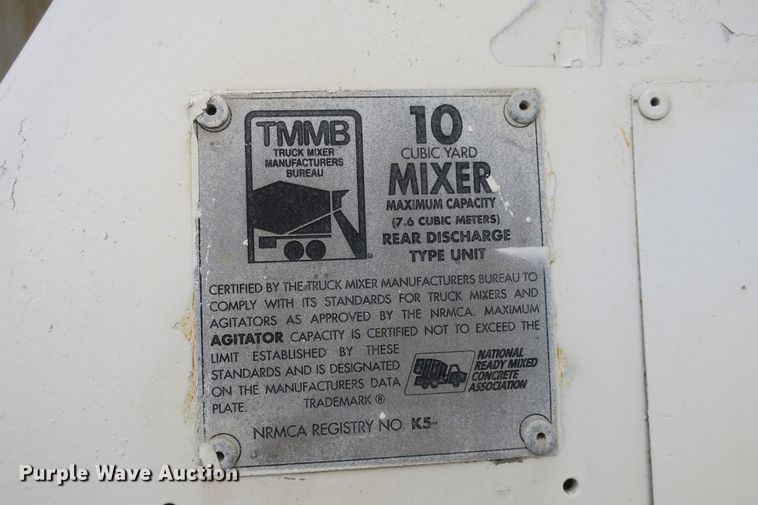 TMMB
TRUCK MIXER
MANUFACTURERS
BUREAU
10
CUBIC YARD
MIXER
MAXIMUM CAPACITY
(7.6 CUBIC METERS)
REAR DISCHARGE
TYPE UNIT
CERTIFIED BY THE TRUCK MIXER MANUFACTURERS BUREAU TO
COMPLY WITH ITS STANDARDS FOR TRUCK MIXERS AND
AGITATORS AS APPROVED BY THE NRMCA. MAXIMUM
AGITATOR CAPACITY IS CERTIFIED NOT TO EXCEED THE
LIMIT ESTABLISHED BY THESE
STANDARDS AND IS DESIGNATED
ON THE MANUFACTURERS DATA
PLATE. TRADEMARK ®
NATIONAL
READY MIXED
CONCRETE
ASSOCIATION
NRMCA REGISTRY NO. K5-
Purple Wave Auction